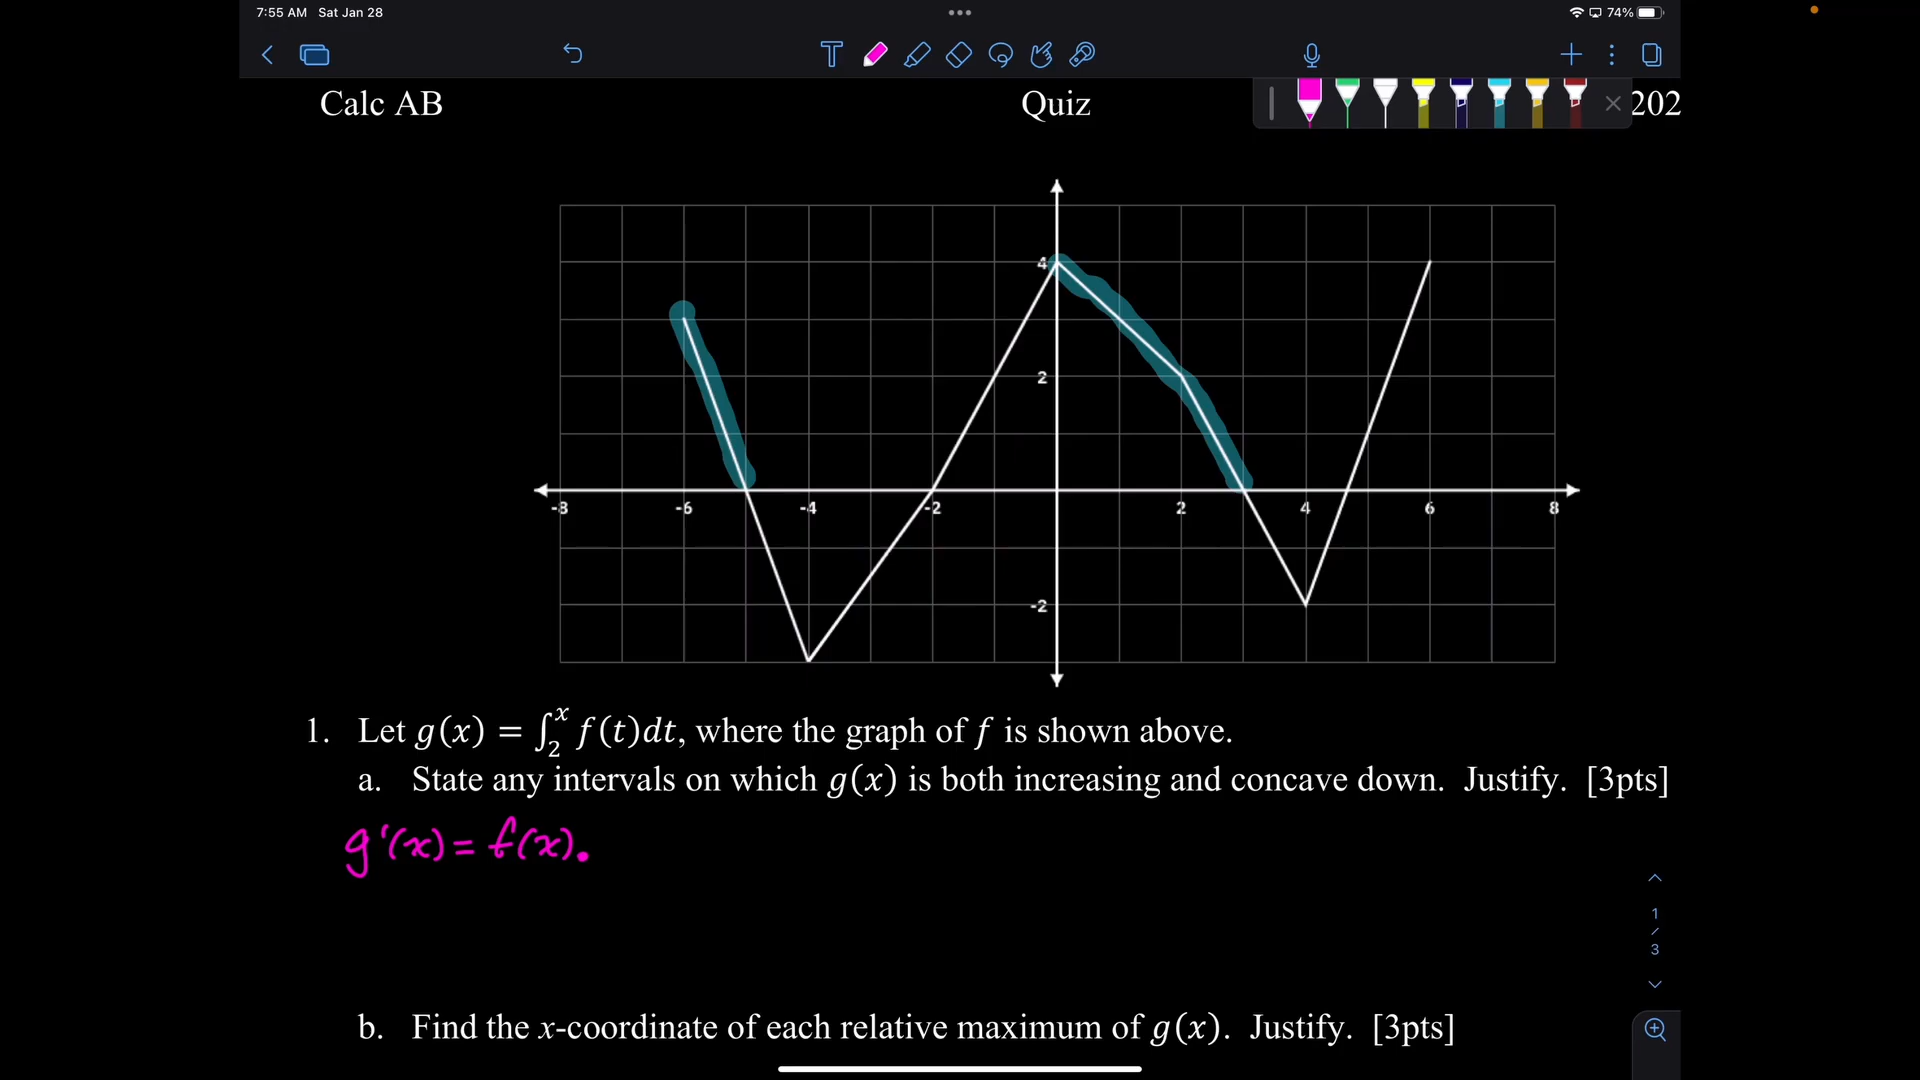 7:55 AM Sat Jan 28
74%
Calc AB Quiz 202
4
2
-8 -6 -4 -2 2 4 6 8
-2
1. Let g(x) = ∫₂ˣ f(t)dt, where the graph of f is shown above.
a. State any intervals on which g(x) is both increasing and concave down. Justify. [3pts]
g'(x) = f(x).
1
/
3
b. Find the x-coordinate of each relative maximum of g(x). Justify. [3pts]